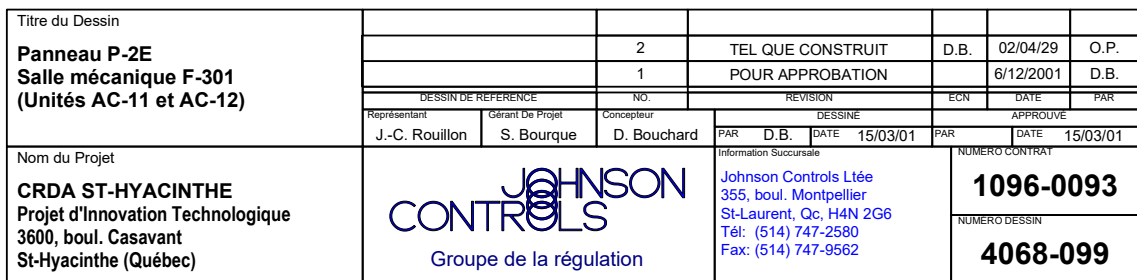 Titre du Dessin
Panneau P-2E
Salle mécanique F-301
(Unités AC-11 et AC-12)
2 TEL QUE CONSTRUIT D.B. 02/04/29 O.P.
1 POUR APPROBATION 6/12/2001 D.B.
DESSIN DE REFERENCE NO. REVISION ECN DATE PAR
Représentant Gérant De Projet Concepteur DESSINÉ APPROUVÉ
J.-C. Rouillon S. Bourque D. Bouchard PAR D.B. DATE 15/03/01 PAR DATE 15/03/01
Nom du Projet
CRDA ST-HYACINTHE
Projet d'Innovation Technologique
3600, boul. Casavant
St-Hyacinthe (Québec)
JOHNSON
CONTROLS
Groupe de la régulation
Information Succursale
Johnson Controls Ltée
355, boul. Montpellier
St-Laurent, Qc, H4N 2G6
Tél: (514) 747-2580
Fax: (514) 747-9562
NUMÉRO CONTRAT
1096-0093
NUMÉRO DESSIN
4068-099